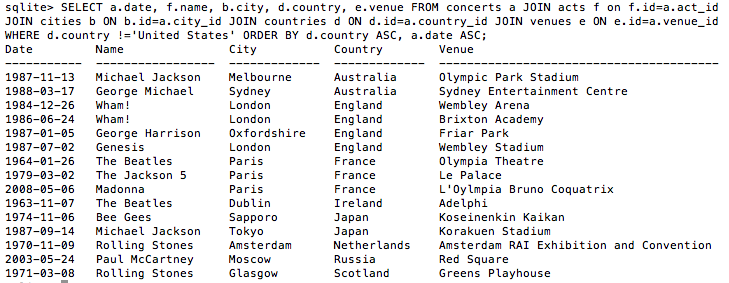 sqlite> SELECT a.date, f.name, b.city, d.country, e.venue FROM concerts a JOIN acts f on f.id=a.act_id
JOIN cities b ON b.id=a.city_id JOIN countries d ON d.id=a.country_id JOIN venues e ON e.id=a.venue_id
WHERE d.country !='United States' ORDER BY d.country ASC, a.date ASC;
Date        Name             City          Country      Venue
----------  ---------------  ------------  -----------  -------------------------------------
1987-11-13  Michael Jackson  Melbourne     Australia    Olympic Park Stadium
1988-03-17  George Michael   Sydney        Australia    Sydney Entertainment Centre
1984-12-26  Wham!            London        England      Wembley Arena
1986-06-24  Wham!            London        England      Brixton Academy
1987-01-05  George Harrison  Oxfordshire   England      Friar Park
1987-07-02  Genesis          London        England      Wembley Stadium
1964-01-26  The Beatles      Paris         France       Olympia Theatre
1979-03-02  The Jackson 5    Paris         France       Le Palace
2008-05-06  Madonna          Paris         France       L'Oylmpia Bruno Coquatrix
1963-11-07  The Beatles      Dublin        Ireland      Adelphi
1974-11-06  Bee Gees         Sapporo       Japan        Koseinenkin Kaikan
1987-09-14  Michael Jackson  Tokyo         Japan        Korakuen Stadium
1970-11-09  Rolling Stones   Amsterdam     Netherlands  Amsterdam RAI Exhibition and Convention
2003-05-24  Paul McCartney   Moscow        Russia       Red Square
1971-03-08  Rolling Stones   Glasgow       Scotland     Greens Playhouse